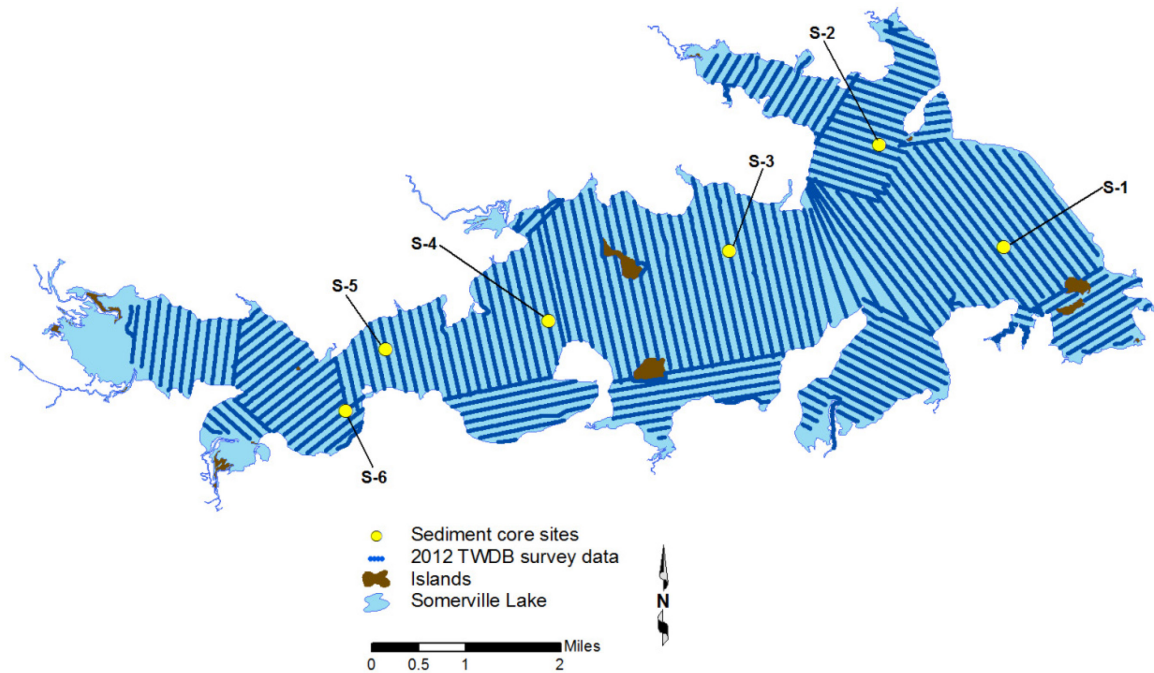 S-2
S-1
S-3
S-4
S-5
S-6
Sediment core sites
2012 TWDB survey data
Islands
Somerville Lake
N
Miles
0 0.5 1 2